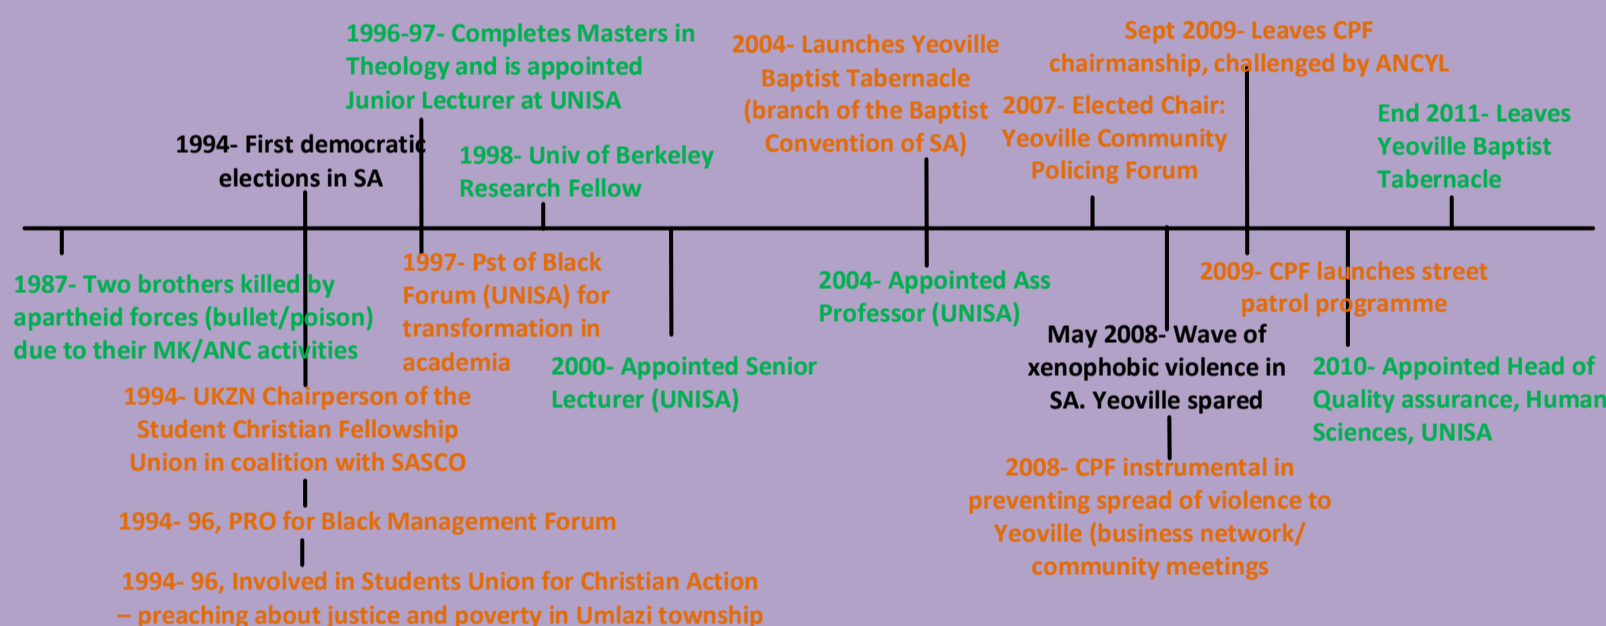 1996-97- Completes Masters in
Theology and is appointed
Junior Lecturer at UNISA
2004- Launches Yeoville
Baptist Tabernacle
(branch of the Baptist
Convention of SA)
Sept 2009- Leaves CPF
chairmanship, challenged by ANCYL
2007- Elected Chair:
Yeoville Community
Policing Forum
End 2011- Leaves
Yeoville Baptist
Tabernacle
1994- First democratic
elections in SA
1998- Univ of Berkeley
Research Fellow
1987- Two brothers killed by
apartheid forces (bullet/poison)
due to their MK/ANC activities
1997- Pst of Black
Forum (UNISA) for
transformation in
academia
2004- Appointed Ass
Professor (UNISA)
2009- CPF launches street
patrol programme
May 2008- Wave of
xenophobic violence in
SA. Yeoville spared
2000- Appointed Senior
Lecturer (UNISA)
2010- Appointed Head of
Quality assurance, Human
Sciences, UNISA
1994- UKZN Chairperson of the
Student Christian Fellowship
Union in coalition with SASCO
2008- CPF instrumental in
preventing spread of violence to
Yeoville (business network/
community meetings
1994- 96, PRO for Black Management Forum
1994- 96, Involved in Students Union for Christian Action
– preaching about justice and poverty in Umlazi township